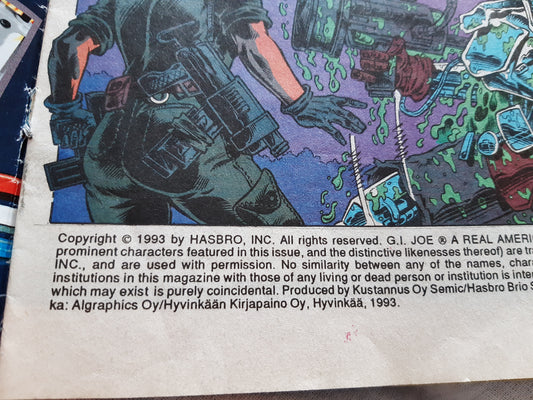 Copyright © 1993 by HASBRO, INC. All rights reserved. G.I. JOE ® A REAL AMERI
prominent characters featured in this issue, and the distinctive likenesses thereof) are tra
INC., and are used with permission. No similarity between any of the names, char
institutions in this magazine with those of any living or dead person or institution is inte
which may exist is purely coincidental. Produced by Kustannus Oy Semic/Hasbro Brio S
ka: Algraphics Oy/Hyvinkään Kirjapaino Oy, Hyvinkää, 1993.